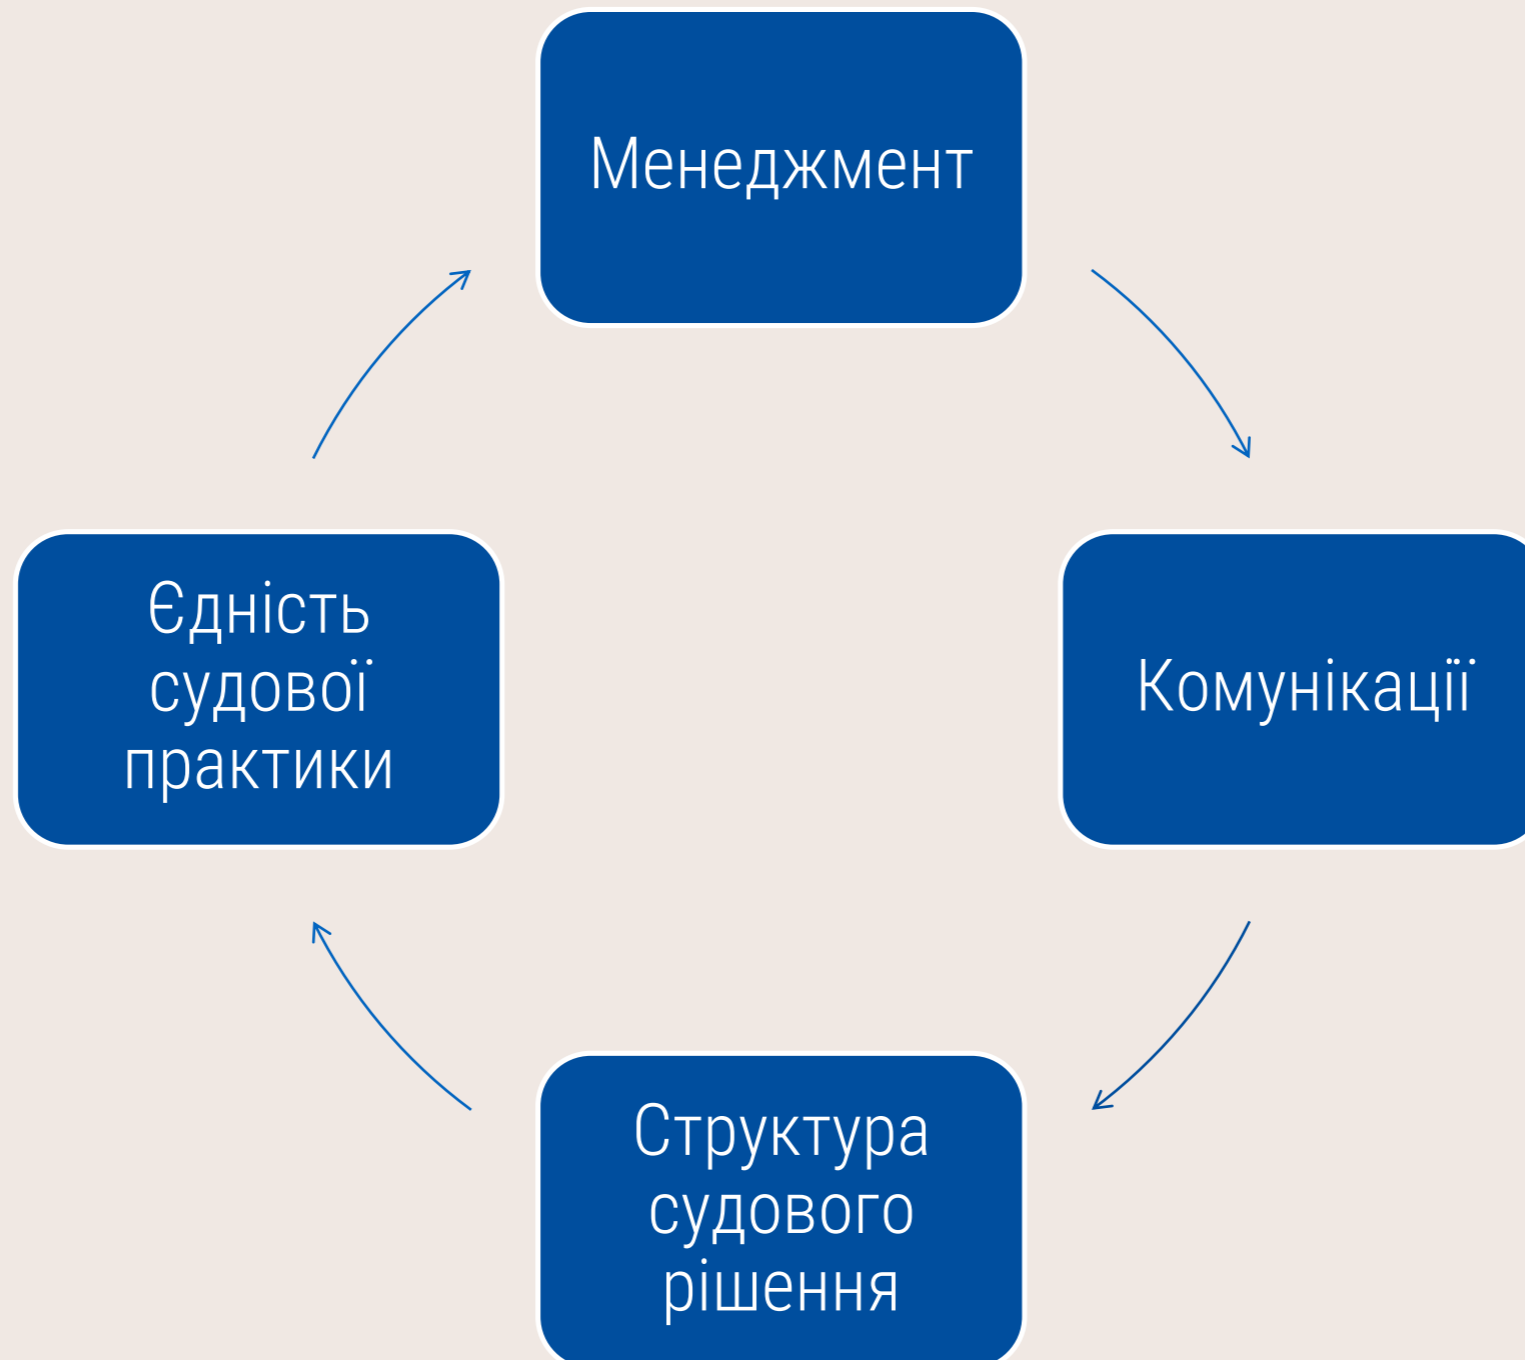 Менеджмент
Єдність
судової
практики
Комунікації
Структура
судового
рішення